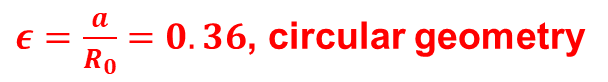 ϵ = a/R₀ = 0.36, circular geometry